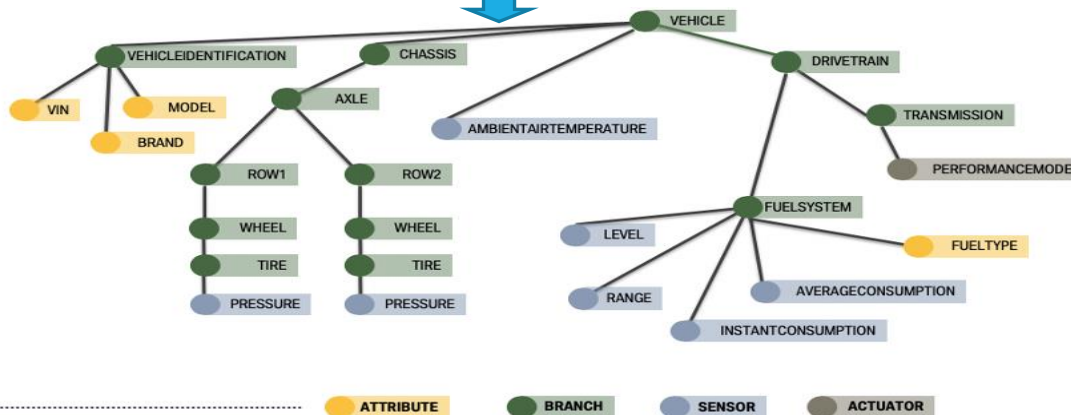 VEHICLE
VEHICLEIDENTIFICATION
CHASSIS
DRIVETRAIN
VIN
MODEL
BRAND
AXLE
AMBIENTAIRTEMPERATURE
TRANSMISSION
PERFORMANCEMODE
ROW1
ROW2
WHEEL
WHEEL
TIRE
TIRE
PRESSURE
PRESSURE
FUELSYSTEM
LEVEL
FUELTYPE
RANGE
AVERAGECONSUMPTION
INSTANTCONSUMPTION
ATTRIBUTE
BRANCH
SENSOR
ACTUATOR